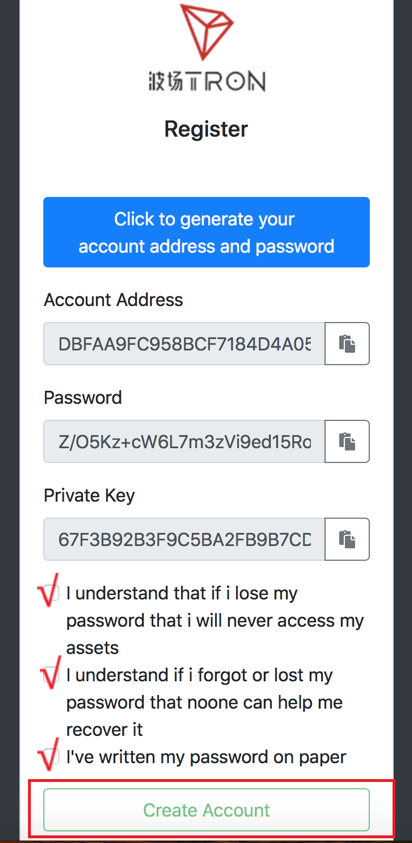 波场TRON
Register
Click to generate your
account address and password
Account Address
DBFAA9FC958BCF7184D4A05
Password
Z/O5Kz+cW6L7m3zVi9ed15Ro
Private Key
67F3B92B3F9C5BA2FB9B7CD
I understand that if i lose my
password that i will never access my
assets
I understand if i forgot or lost my
password that noone can help me
recover it
I've written my password on paper
Create Account